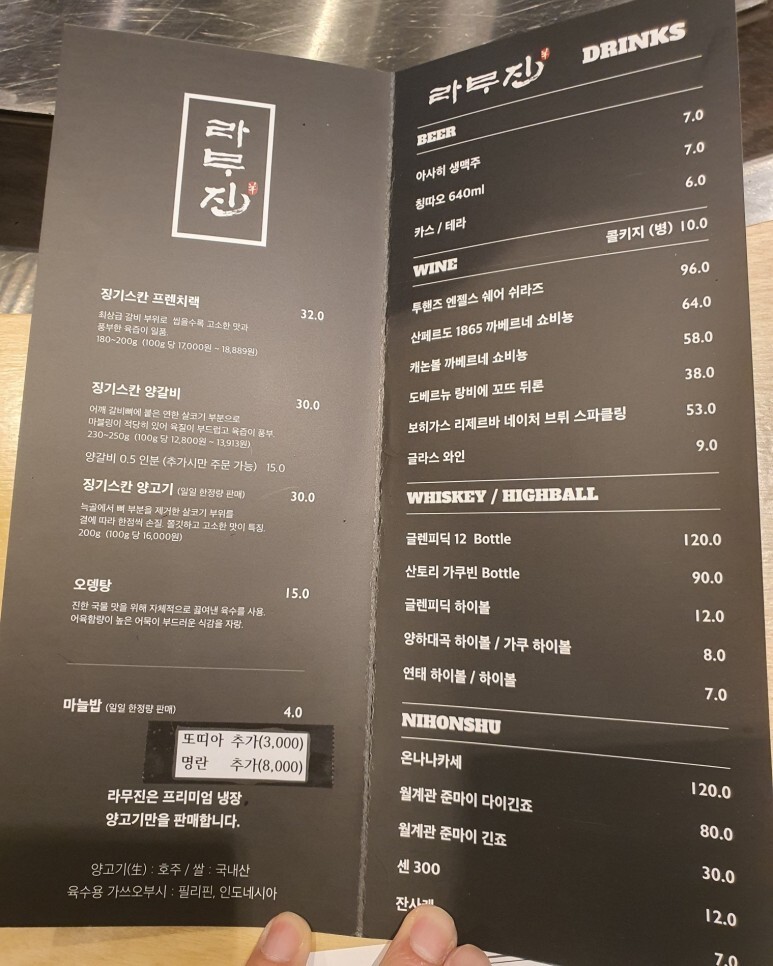 라무진
징기스칸 프렌치랙 32.0
최상급 갈비 부위로 씹을수록 고소한 맛과
풍부한 육즙이 일품.
180~200g (100g 당 17,000원 ~ 18,889원)
징기스칸 양갈비 30.0
어깨 갈비뼈에 붙은 연한 살코기 부분으로
마블링이 적당히 있어 육질이 부드럽고 육즙이 풍부.
230~250g (100g 당 12,800원 ~ 13,913원)
양갈비 0.5 인분 (추가시만 주문 가능) 15.0
징기스칸 양고기 (일일 한정량 판매) 30.0
늑골에서 뼈 부분을 제거한 살코기 부위를
결에 따라 한점씩 손질. 쫄깃하고 고소한 맛이 특징.
200g (100g 당 16,000원)
오뎅탕 15.0
진한 국물 맛을 위해 자체적으로 끓여낸 육수를 사용.
어육함량이 높은 어묵이 부드러운 식감을 자랑.
마늘밥 (일일 한정량 판매) 4.0
또띠아 추가(3,000)
명란 추가(8,000)
라무진은 프리미엄 냉장
양고기만을 판매합니다.
양고기(生) : 호주 / 쌀 : 국내산
육수용 가쓰오부시 : 필리핀, 인도네시아
라무진 羊 DRINKS
BEER
아사히 생맥주 7.0
칭따오 640ml 7.0
카스 / 테라 6.0
WINE 콜키지 (병) 10.0
투핸즈 엔젤스 쉐어 쉬라즈 96.0
산페르도 1865 까베르네 쇼비뇽 64.0
캐논볼 까베르네 쇼비뇽 58.0
도베르뉴 랑비에 꼬뜨 뒤론 38.0
보히가스 리제르바 네이처 브뤼 스파클링 53.0
글라스 와인 9.0
WHISKEY / HIGHBALL
글렌피딕 12 Bottle 120.0
산토리 가쿠빈 Bottle 90.0
글렌피딕 하이볼 12.0
양하대곡 하이볼 / 가쿠 하이볼 8.0
연태 하이볼 / 하이볼 7.0
NIHONSHU
온나나카세 120.0
월계관 준마이 다이긴죠 80.0
월계관 준마이 긴죠 30.0
센 300 12.0
잔사케 7.0